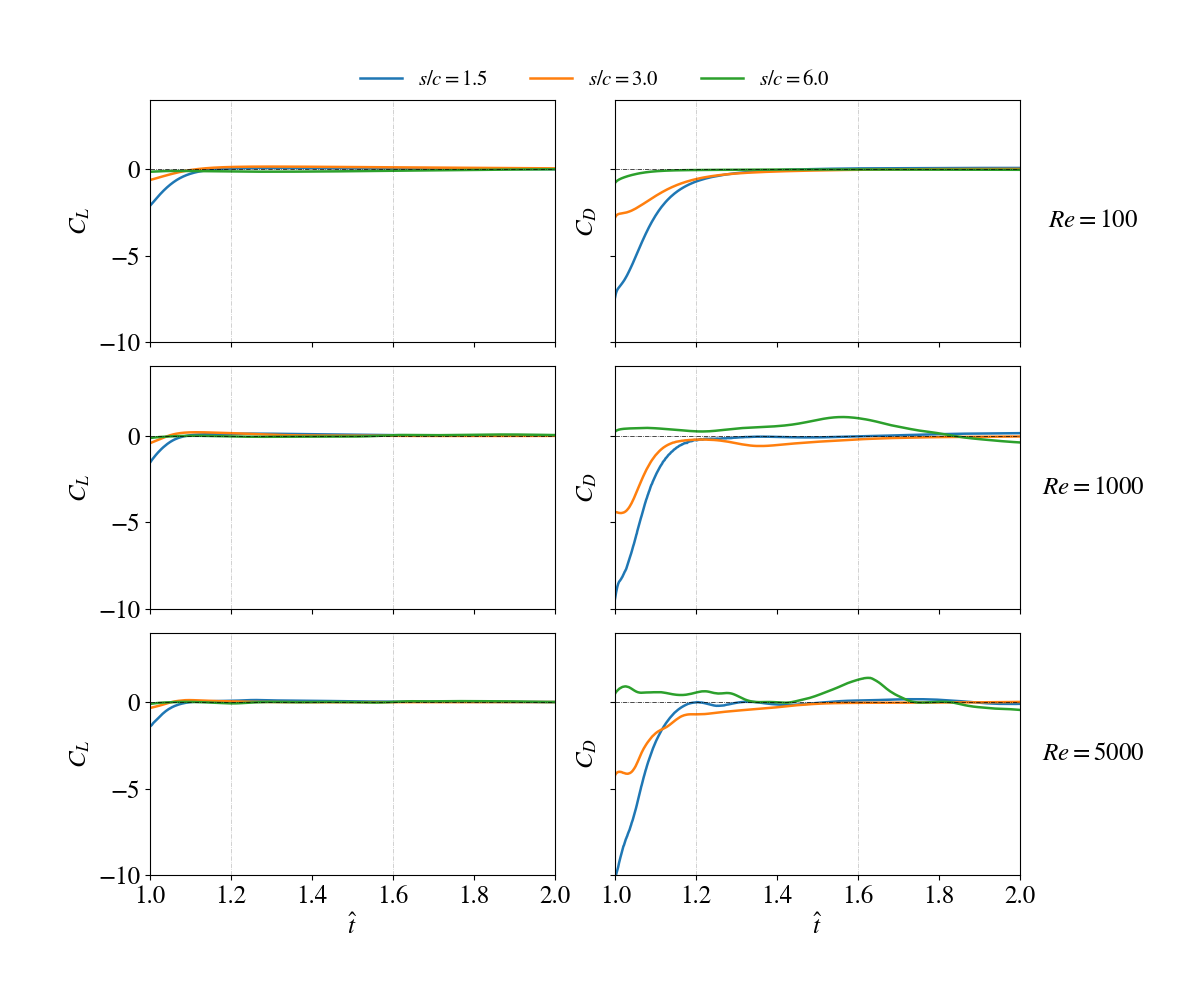 s/c = 1.5 s/c = 3.0 s/c = 6.0
0
−5
−10
C_L
C_D
Re = 100
0
−5
−10
C_L
C_D
Re = 1000
0
−5
−10
C_L
C_D
Re = 5000
1.0 1.2 1.4 1.6 1.8 2.0
1.0 1.2 1.4 1.6 1.8 2.0
t̂
t̂